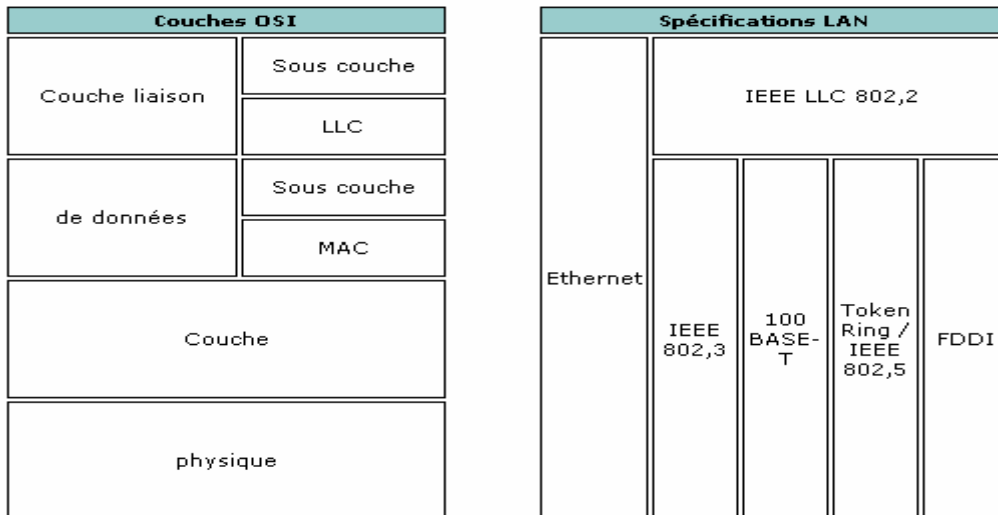 Couches OSI
Couche liaison
Sous couche
LLC
de données
Sous couche
MAC
Couche
physique
Spécifications LAN
Ethernet
IEEE LLC 802,2
IEEE
802,3
100
BASE-
T
Token
Ring /
IEEE
802,5
FDDI